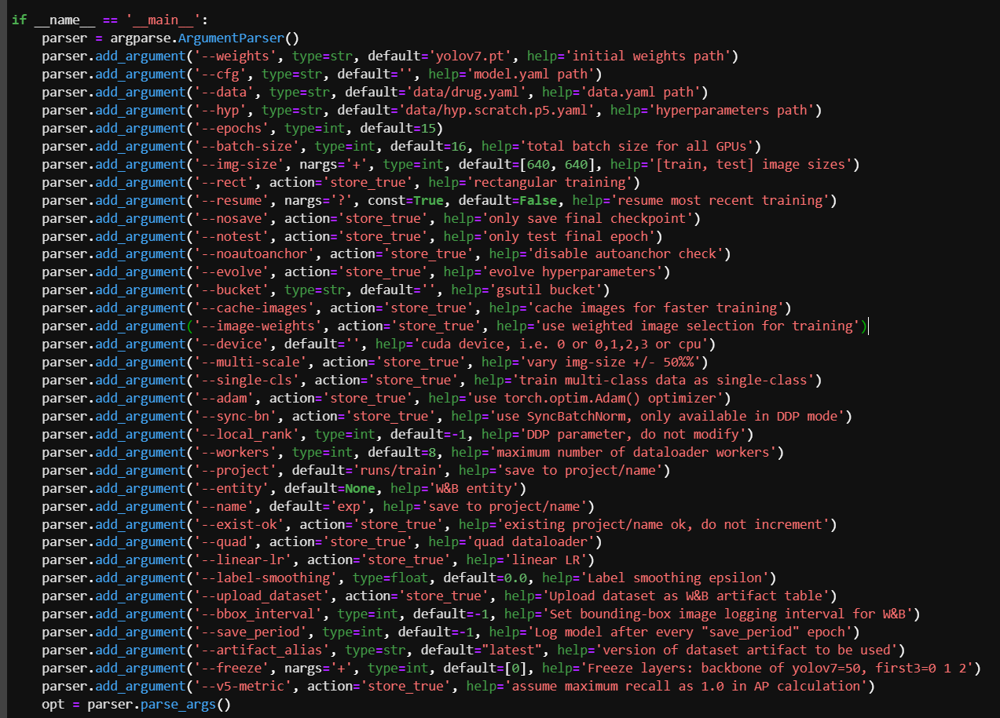 if __name__ == '__main__':
    parser = argparse.ArgumentParser()
    parser.add_argument('--weights', type=str, default='yolov7.pt', help='initial weights path')
    parser.add_argument('--cfg', type=str, default='', help='model.yaml path')
    parser.add_argument('--data', type=str, default='data/drug.yaml', help='data.yaml path')
    parser.add_argument('--hyp', type=str, default='data/hyp.scratch.p5.yaml', help='hyperparameters path')
    parser.add_argument('--epochs', type=int, default=15)
    parser.add_argument('--batch-size', type=int, default=16, help='total batch size for all GPUs')
    parser.add_argument('--img-size', nargs='+', type=int, default=[640, 640], help='[train, test] image sizes')
    parser.add_argument('--rect', action='store_true', help='rectangular training')
    parser.add_argument('--resume', nargs='?', const=True, default=False, help='resume most recent training')
    parser.add_argument('--nosave', action='store_true', help='only save final checkpoint')
    parser.add_argument('--notest', action='store_true', help='only test final epoch')
    parser.add_argument('--noautoanchor', action='store_true', help='disable autoanchor check')
    parser.add_argument('--evolve', action='store_true', help='evolve hyperparameters')
    parser.add_argument('--bucket', type=str, default='', help='gsutil bucket')
    parser.add_argument('--cache-images', action='store_true', help='cache images for faster training')
    parser.add_argument('--image-weights', action='store_true', help='use weighted image selection for training')
    parser.add_argument('--device', default='', help='cuda device, i.e. 0 or 0,1,2,3 or cpu')
    parser.add_argument('--multi-scale', action='store_true', help='vary img-size +/- 50%%')
    parser.add_argument('--single-cls', action='store_true', help='train multi-class data as single-class')
    parser.add_argument('--adam', action='store_true', help='use torch.optim.Adam() optimizer')
    parser.add_argument('--sync-bn', action='store_true', help='use SyncBatchNorm, only available in DDP mode')
    parser.add_argument('--local_rank', type=int, default=-1, help='DDP parameter, do not modify')
    parser.add_argument('--workers', type=int, default=8, help='maximum number of dataloader workers')
    parser.add_argument('--project', default='runs/train', help='save to project/name')
    parser.add_argument('--entity', default=None, help='W&B entity')
    parser.add_argument('--name', default='exp', help='save to project/name')
    parser.add_argument('--exist-ok', action='store_true', help='existing project/name ok, do not increment')
    parser.add_argument('--quad', action='store_true', help='quad dataloader')
    parser.add_argument('--linear-lr', action='store_true', help='linear LR')
    parser.add_argument('--label-smoothing', type=float, default=0.0, help='Label smoothing epsilon')
    parser.add_argument('--upload_dataset', action='store_true', help='Upload dataset as W&B artifact table')
    parser.add_argument('--bbox_interval', type=int, default=-1, help='Set bounding-box image logging interval for W&B')
    parser.add_argument('--save_period', type=int, default=-1, help='Log model after every "save_period" epoch')
    parser.add_argument('--artifact_alias', type=str, default="latest", help='version of dataset artifact to be used')
    parser.add_argument('--freeze', nargs='+', type=int, default=[0], help='Freeze layers: backbone of yolov7=50, first3=0 1 2')
    parser.add_argument('--v5-metric', action='store_true', help='assume maximum recall as 1.0 in AP calculation')
    opt = parser.parse_args()